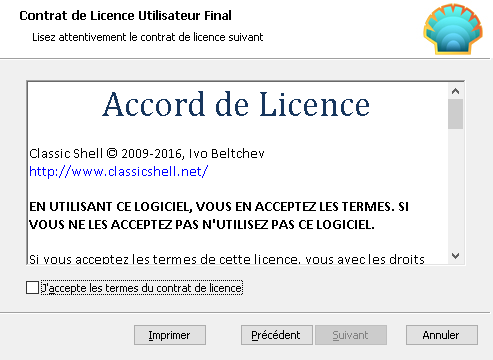 Contrat de Licence Utilisateur Final
Lisez attentivement le contrat de licence suivant
Accord de Licence
Classic Shell © 2009-2016, Ivo Beltchev
http://www.classicshell.net/
EN UTILISANT CE LOGICIEL, VOUS EN ACCEPTEZ LES TERMES. SI
VOUS NE LES ACCEPTEZ PAS N'UTILISEZ PAS CE LOGICIEL.
Si vous acceptez les termes de cette licence, vous avez les droits
J'accepte les termes du contrat de licence
Imprimer
Précédent
Suivant
Annuler